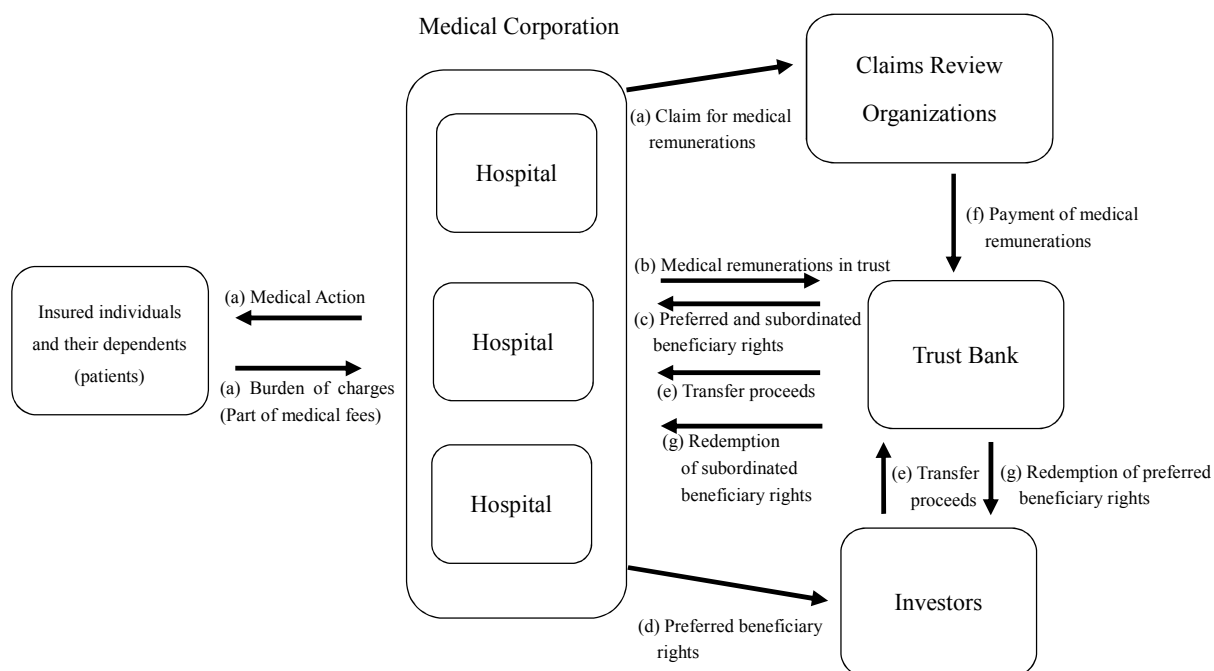 Medical Corporation
Claims Review
Organizations
(a) Claim for medical
remunerations
Hospital
(f) Payment of medical
remunerations
(b) Medical remunerations in trust
Insured individuals
and their dependents
(patients)
(a) Medical Action
(a) Burden of charges
(Part of medical fees)
Hospital
(c) Preferred and subordinated
beneficiary rights
Trust Bank
(e) Transfer proceeds
(g) Redemption
of subordinated
beneficiary rights
Hospital
(e) Transfer
proceeds
(g) Redemption of preferred
beneficiary rights
Investors
(d) Preferred beneficiary
rights